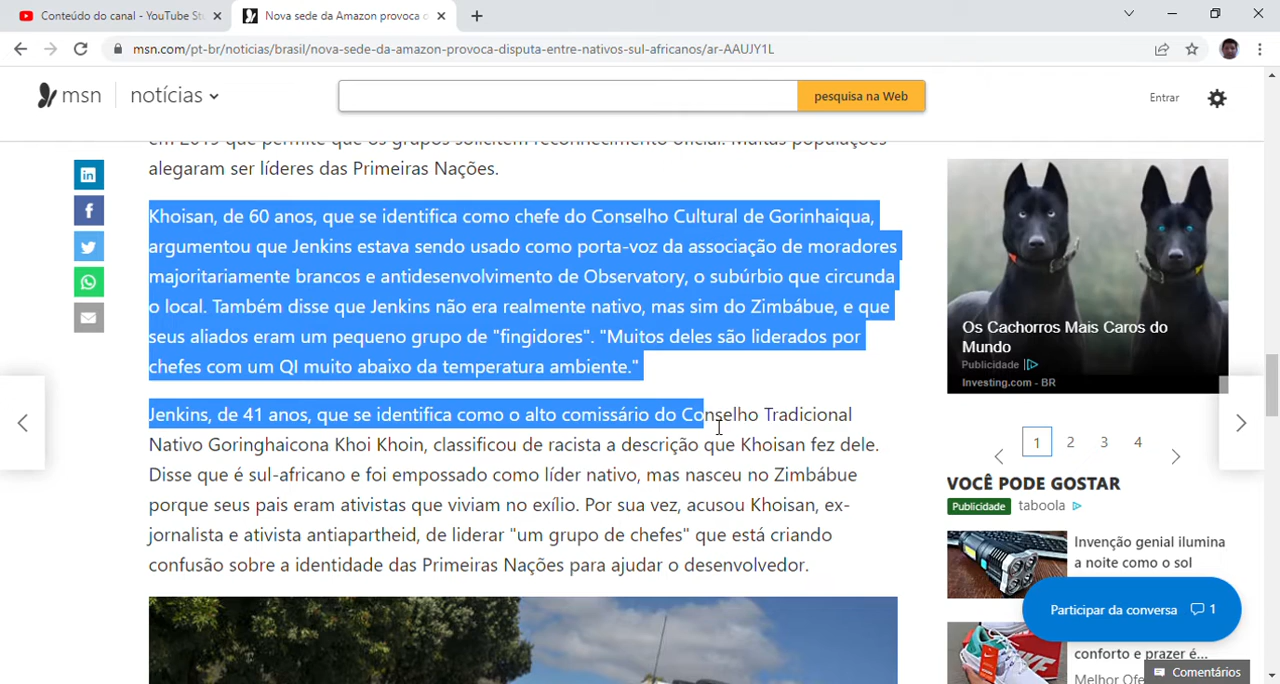 Conteúdo do canal - YouTube St
Nova sede da Amazon provoca
msn.com/pt-br/noticias/brasil/nova-sede-da-amazon-provoca-disputa-entre-nativos-sul-africanos/ar-AAUJY1L
msn
notícias
pesquisa na Web
Entrar
em 2019 que permite que os grupos solicitem reconhecimento oficial. Muitas populações
alegaram ser líderes das Primeiras Nações.
Khoisan, de 60 anos, que se identifica como chefe do Conselho Cultural de Gorinhaiqua,
argumentou que Jenkins estava sendo usado como porta-voz da associação de moradores
majoritariamente brancos e antidesenvolvimento de Observatory, o subúrbio que circunda
o local. Também disse que Jenkins não era realmente nativo, mas sim do Zimbábue, e que
seus aliados eram um pequeno grupo de "fingidores". "Muitos deles são liderados por
chefes com um QI muito abaixo da temperatura ambiente."
Jenkins, de 41 anos, que se identifica como o alto comissário do Conselho Tradicional
Nativo Goringhaicona Khoi Khoin, classificou de racista a descrição que Khoisan fez dele.
Disse que é sul-africano e foi empossado como líder nativo, mas nasceu no Zimbábue
porque seus pais eram ativistas que viviam no exílio. Por sua vez, acusou Khoisan, ex-
jornalista e ativista antiapartheid, de liderar "um grupo de chefes" que está criando
confusão sobre a identidade das Primeiras Nações para ajudar o desenvolvedor.
Os Cachorros Mais Caros do
Mundo
Publicidade
Investing.com - BR
1 2 3 4
VOCÊ PODE GOSTAR
Publicidade taboola
Invenção genial ilumina
a noite como o sol
Participar da conversa 1
conforto e prazer é...
Melhor Ofe
Comentários